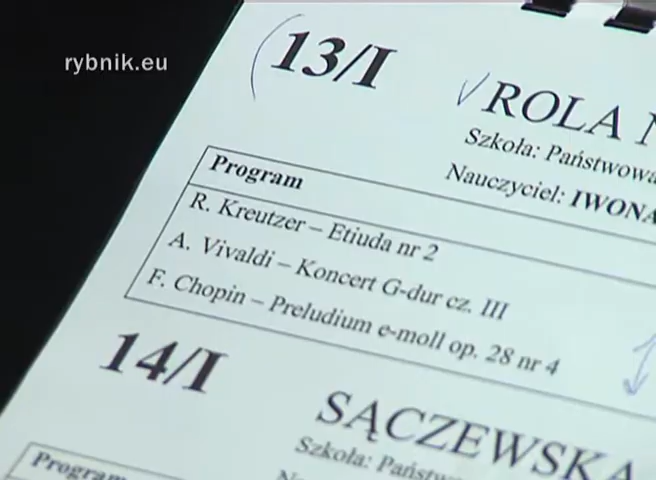 rybnik.eu
13/I
ROLA
Szkoła: Państwowa
Nauczyciel: IWONA
Program
R. Kreutzer – Etiuda nr 2
A. Vivaldi – Koncert G-dur cz. III
F. Chopin – Preludium e-moll op. 28 nr 4
14/I
SĄCZEWSKA
Szkoła: Państ
Program